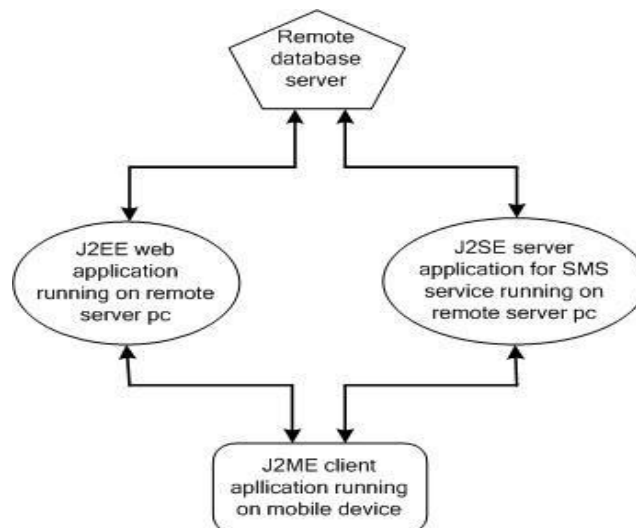 Remote
database
server
J2EE web
application
running on remote
server pc
J2SE server
application for SMS
service running on
remote server pc
J2ME client
apllication running
on mobile device